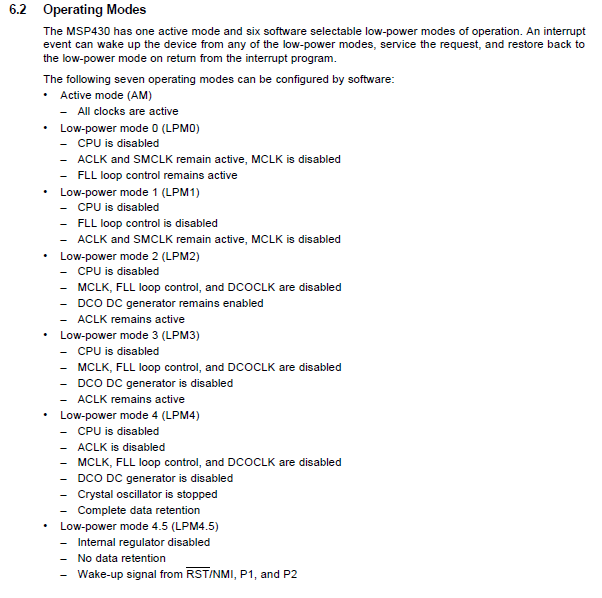 6.2 Operating Modes
The MSP430 has one active mode and six software selectable low-power modes of operation. An interrupt
event can wake up the device from any of the low-power modes, service the request, and restore back to
the low-power mode on return from the interrupt program.
The following seven operating modes can be configured by software:
• Active mode (AM)
– All clocks are active
• Low-power mode 0 (LPM0)
– CPU is disabled
– ACLK and SMCLK remain active, MCLK is disabled
– FLL loop control remains active
• Low-power mode 1 (LPM1)
– CPU is disabled
– FLL loop control is disabled
– ACLK and SMCLK remain active, MCLK is disabled
• Low-power mode 2 (LPM2)
– CPU is disabled
– MCLK, FLL loop control, and DCOCLK are disabled
– DCO DC generator remains enabled
– ACLK remains active
• Low-power mode 3 (LPM3)
– CPU is disabled
– MCLK, FLL loop control, and DCOCLK are disabled
– DCO DC generator is disabled
– ACLK remains active
• Low-power mode 4 (LPM4)
– CPU is disabled
– ACLK is disabled
– MCLK, FLL loop control, and DCOCLK are disabled
– DCO DC generator is disabled
– Crystal oscillator is stopped
– Complete data retention
• Low-power mode 4.5 (LPM4.5)
– Internal regulator disabled
– No data retention
– Wake-up signal from RST/NMI, P1, and P2